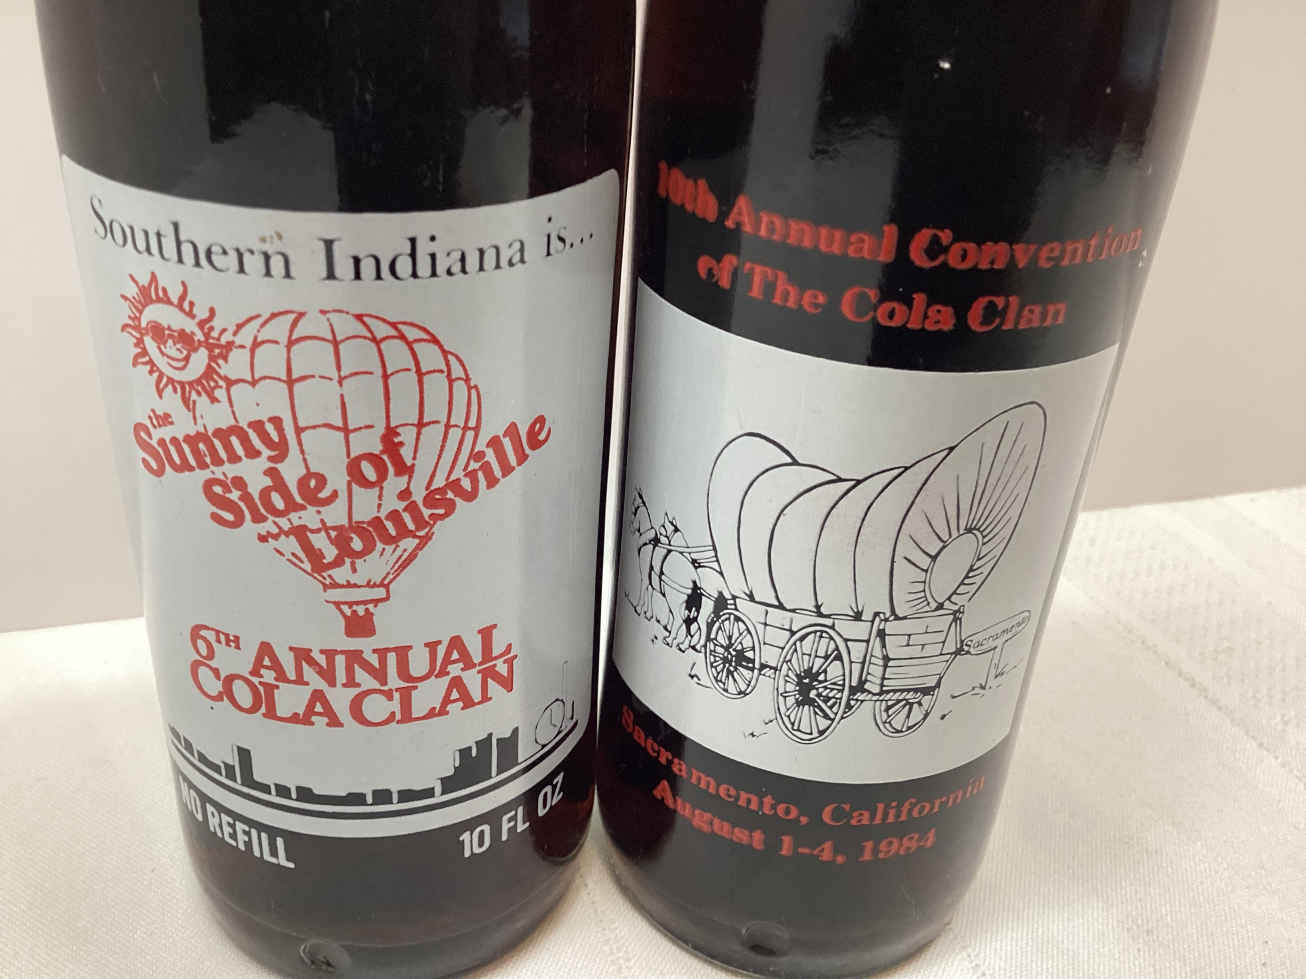 Southern Indiana is...
the
Sunny
Side of
Louisville
6TH ANNUAL
COLA CLAN
NO REFILL
10 FL OZ
10th Annual Convention
of The Cola Clan
Sacramento
Sacramento, California
August 1-4, 1984